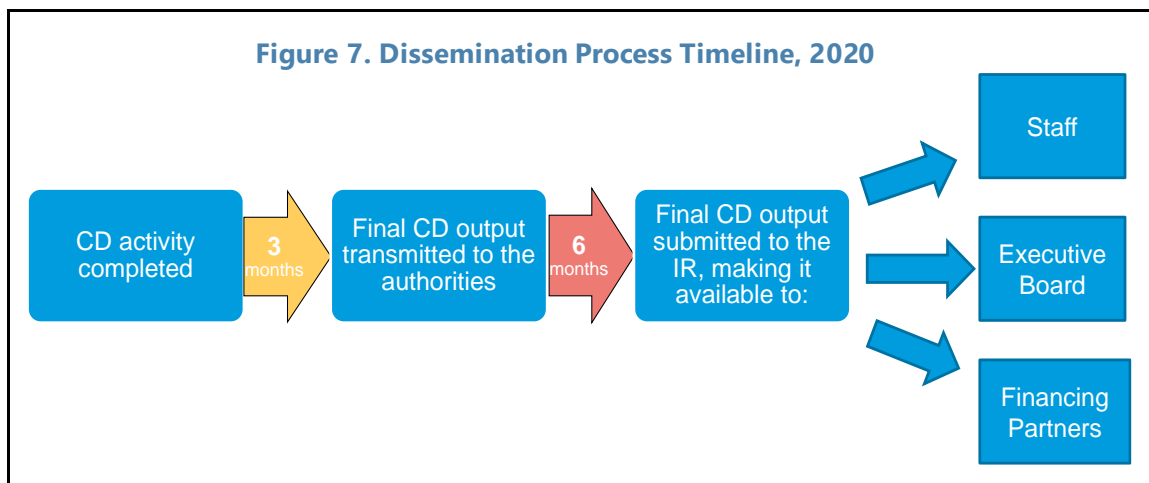 Figure 7. Dissemination Process Timeline, 2020
CD activity
completed
3
months
Final CD output
transmitted to the
authorities
6
months
Final CD output
submitted to the
IR, making it
available to:
Staff
Executive
Board
Financing
Partners